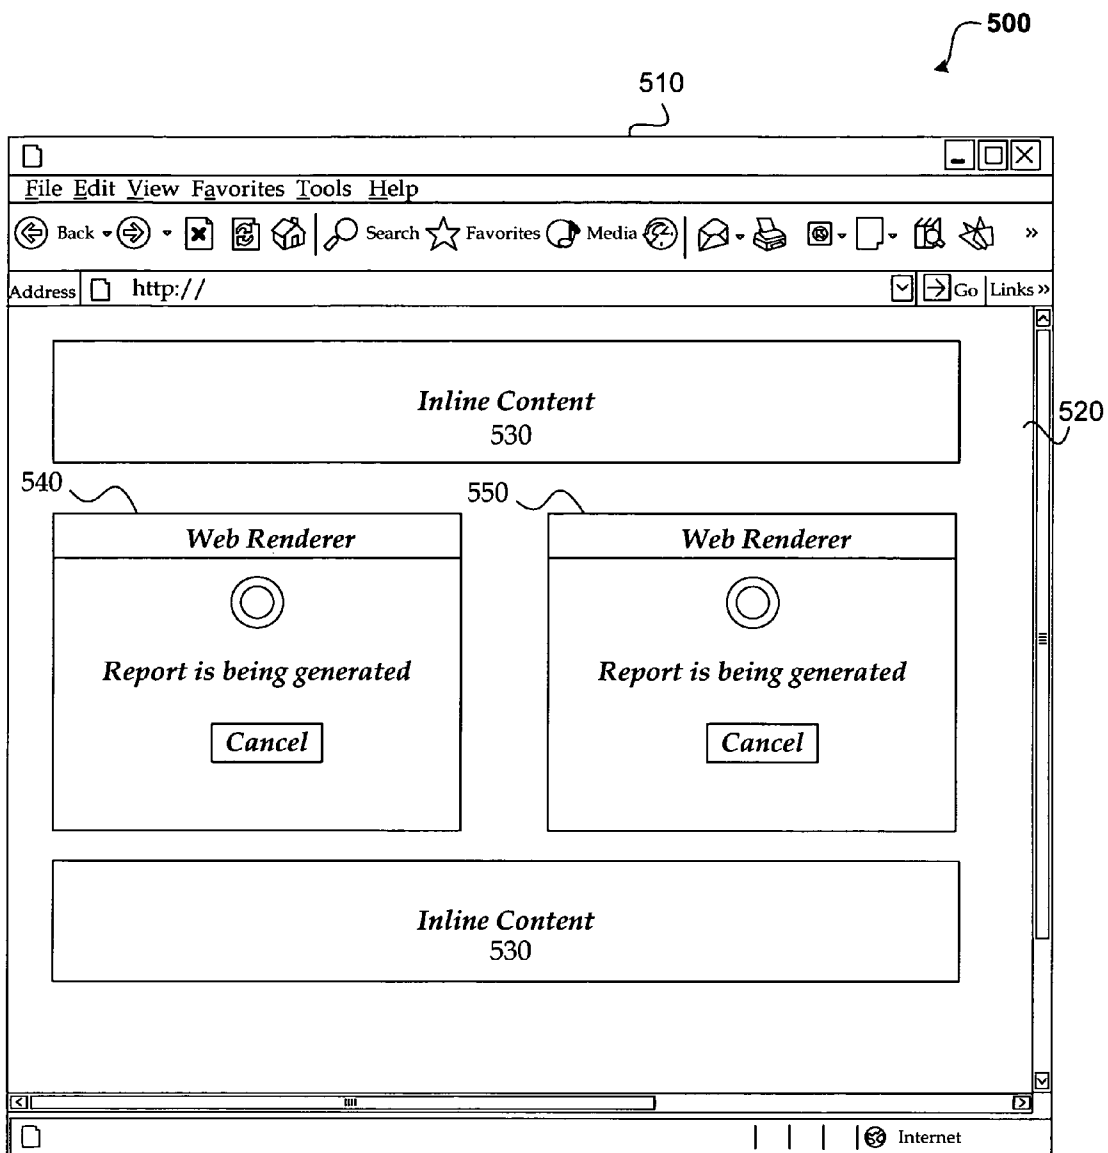 500
510
File Edit View Favorites Tools Help
Back Search Favorites Media »
Address http:// Go Links »
Inline Content
530
520
540
550
Web Renderer
Web Renderer
Report is being generated
Report is being generated
Cancel
Cancel
Inline Content
530
Internet